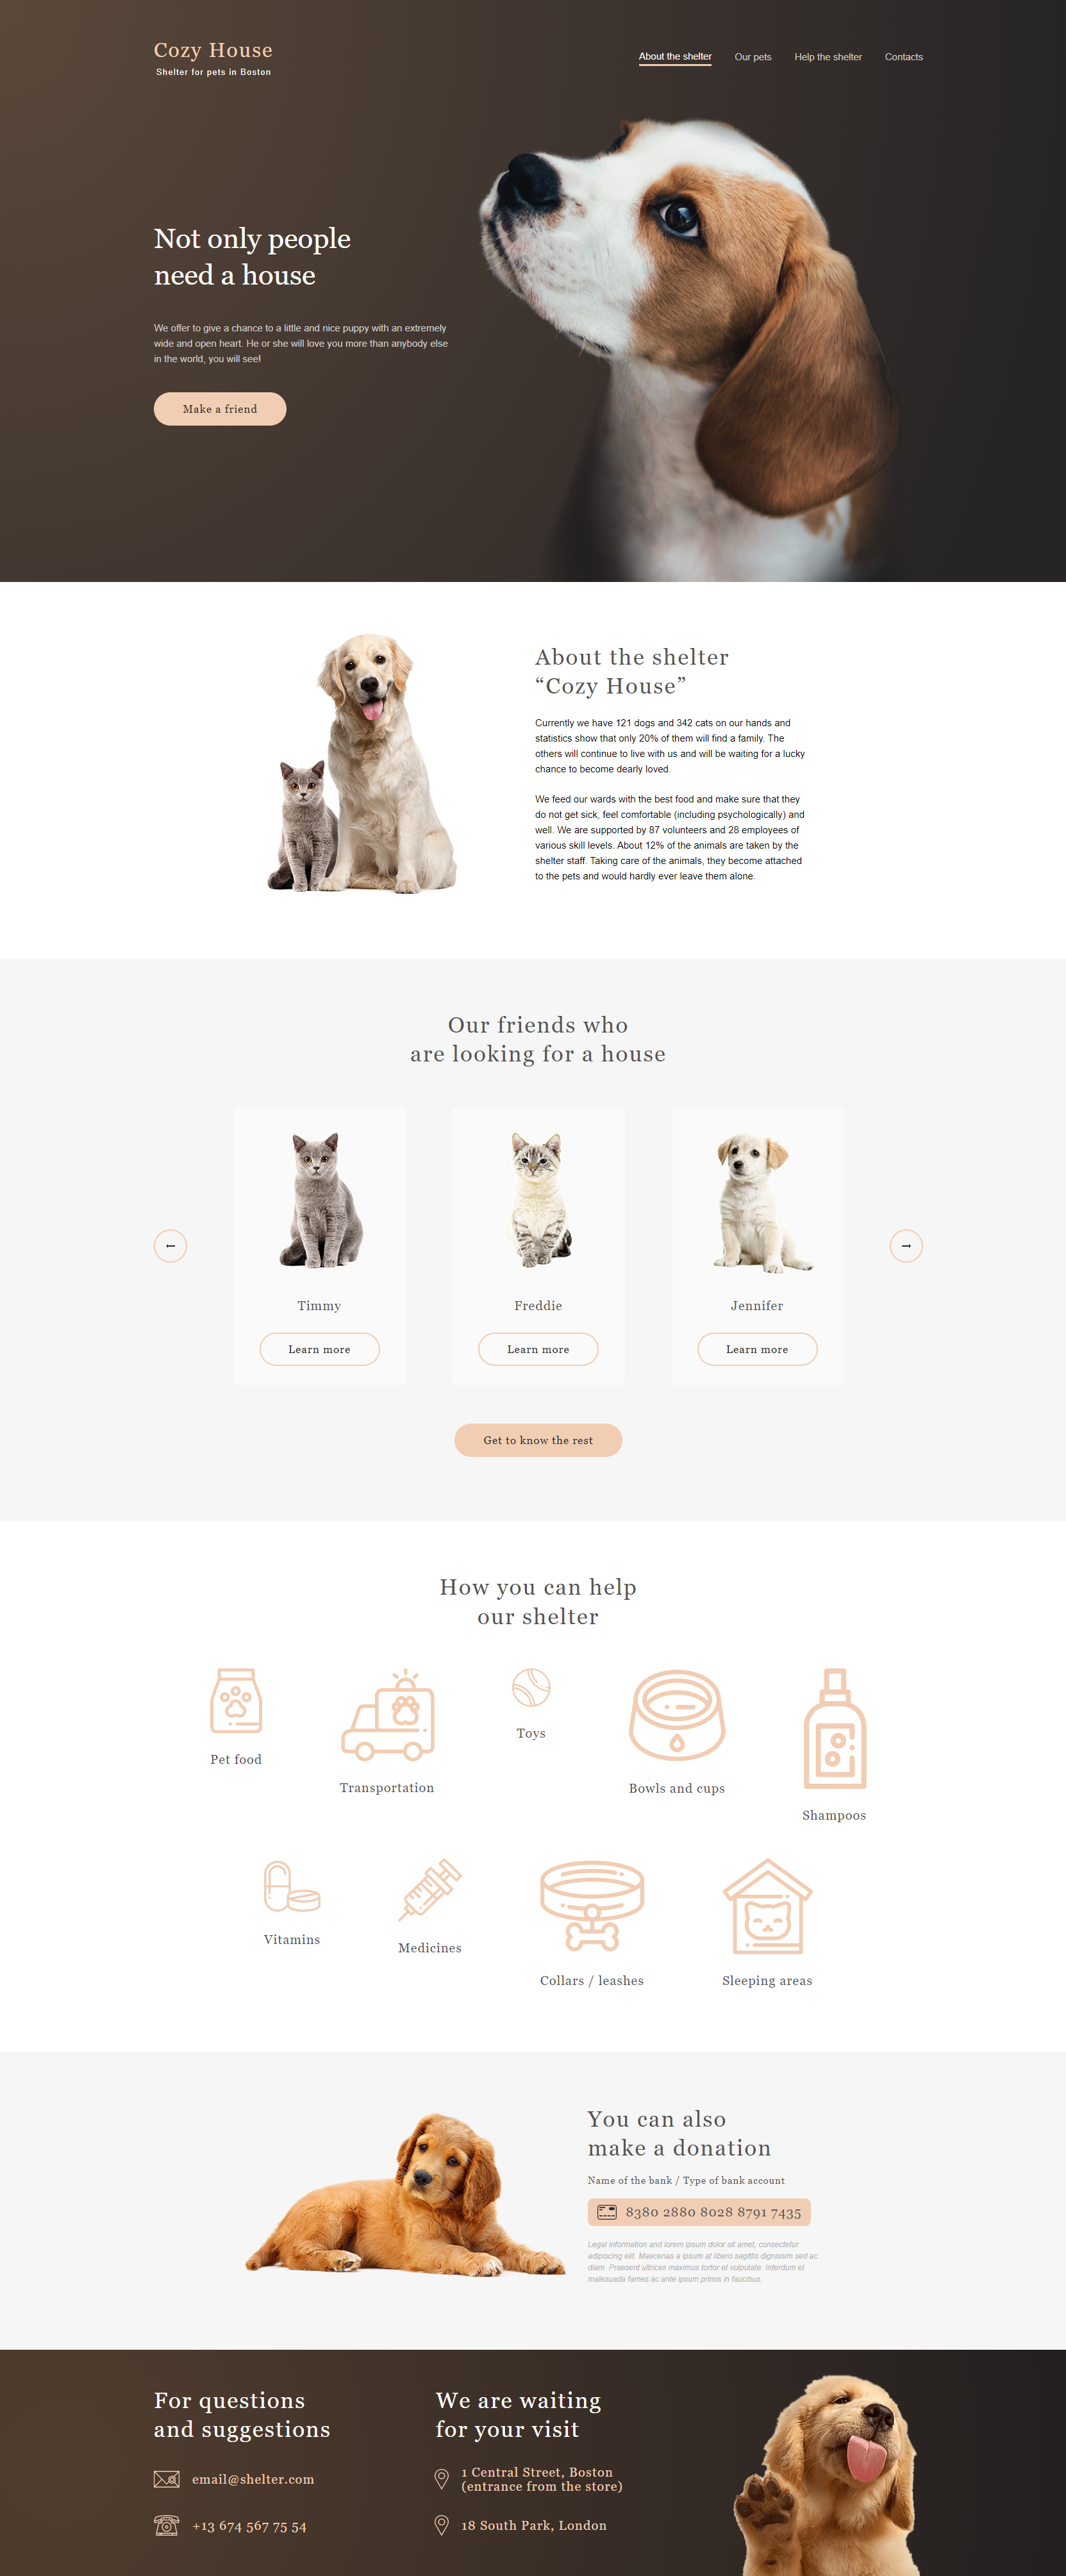 Cozy House
Shelter for pets in Boston
About the shelter
Our pets
Help the shelter
Contacts
Not only people
need a house
We offer to give a chance to a little and nice puppy with an extremely
wide and open heart. He or she will love you more than anybody else
in the world, you will see!
Make a friend
About the shelter
“Cozy House”
Currently we have 121 dogs and 342 cats on our hands and
statistics show that only 20% of them will find a family. The
others will continue to live with us and will be waiting for a lucky
chance to become dearly loved.
We feed our wards with the best food and make sure that they
do not get sick, feel comfortable (including psychologically) and
well. We are supported by 87 volunteers and 28 employees of
various skill levels. About 12% of the animals are taken by the
shelter staff. Taking care of the animals, they become attached
to the pets and would hardly ever leave them alone.
Our friends who
are looking for a house
Timmy
Learn more
Freddie
Learn more
Jennifer
Learn more
Get to know the rest
How you can help
our shelter
Pet food
Transportation
Toys
Bowls and cups
Shampoos
Vitamins
Medicines
Collars / leashes
Sleeping areas
You can also
make a donation
Name of the bank / Type of bank account
8380 2880 8028 8791 7435
Legal information and lorem ipsum dolor sit amet, consectetur
adipiscing elit. Maecenas a ipsum at libero sagittis dignissim sed ac
diam. Praesent ultrices maximus tortor et vulputate. Interdum et
malesuada fames ac ante ipsum primis in faucibus.
For questions
and suggestions
email@shelter.com
+13 674 567 75 54
We are waiting
for your visit
1 Central Street, Boston
(entrance from the store)
18 South Park, London